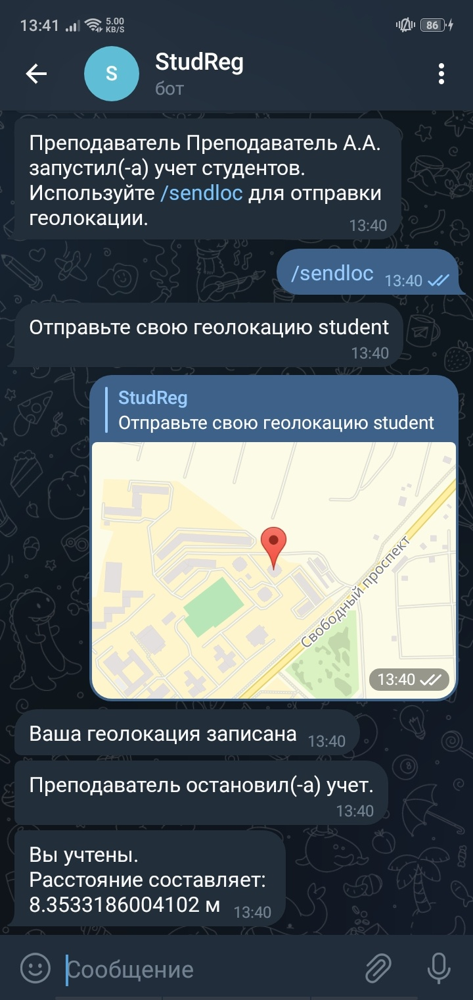 13:41 5.00 KB/S 86
S
StudReg
бот
Преподаватель Преподаватель А.А.
запустил(-а) учет студентов.
Используйте /sendloc для отправки
геолокации.
13:40
/sendloc 13:40
Отправьте свою геолокацию student
13:40
StudReg
Отправьте свою геолокацию student
Свободный проспект
13:40
Ваша геолокация записана 13:40
Преподаватель остановил(-а) учет.
13:40
Вы учтены.
Расстояние составляет:
8.3533186004102 м 13:40
Сообщение